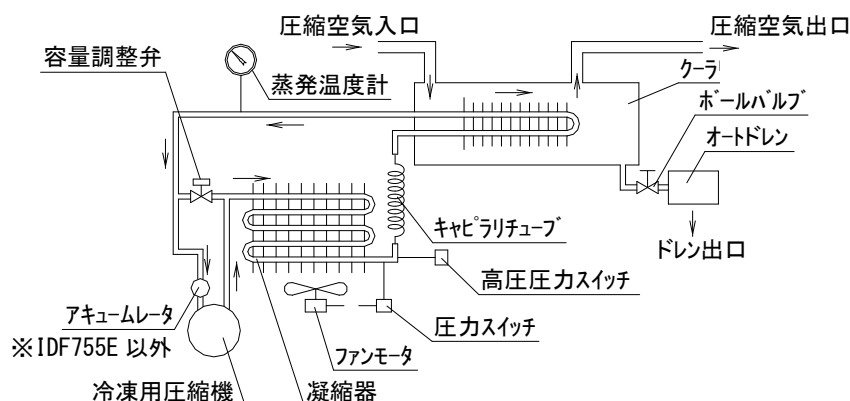 圧縮空気入口
圧縮空気出口
容量調整弁
蒸発温度計
クーラ
ボールバルブ
オートドレン
キャピラリチューブ
ドレン出口
高圧圧力スイッチ
アキュームレータ
圧力スイッチ
※IDF755E 以外
ファンモータ
冷凍用圧縮機
凝縮器